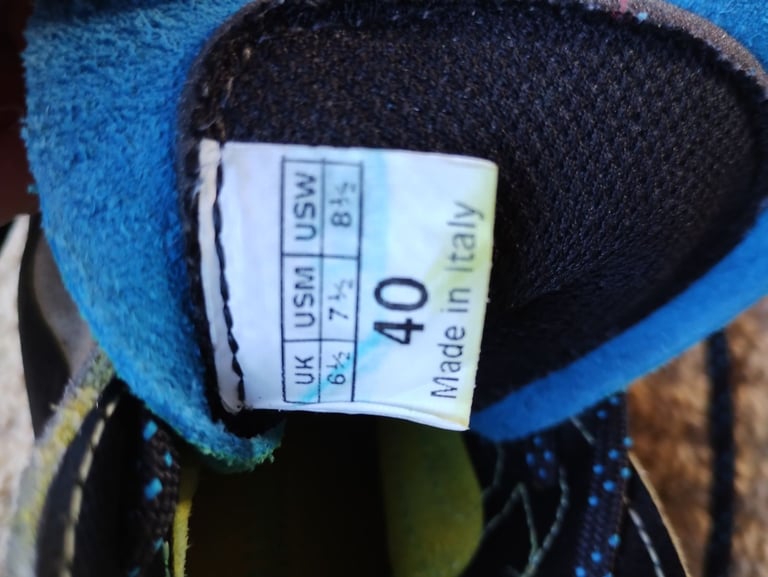 UK USM USW
6½ 7½ 8½
40
Made in Italy